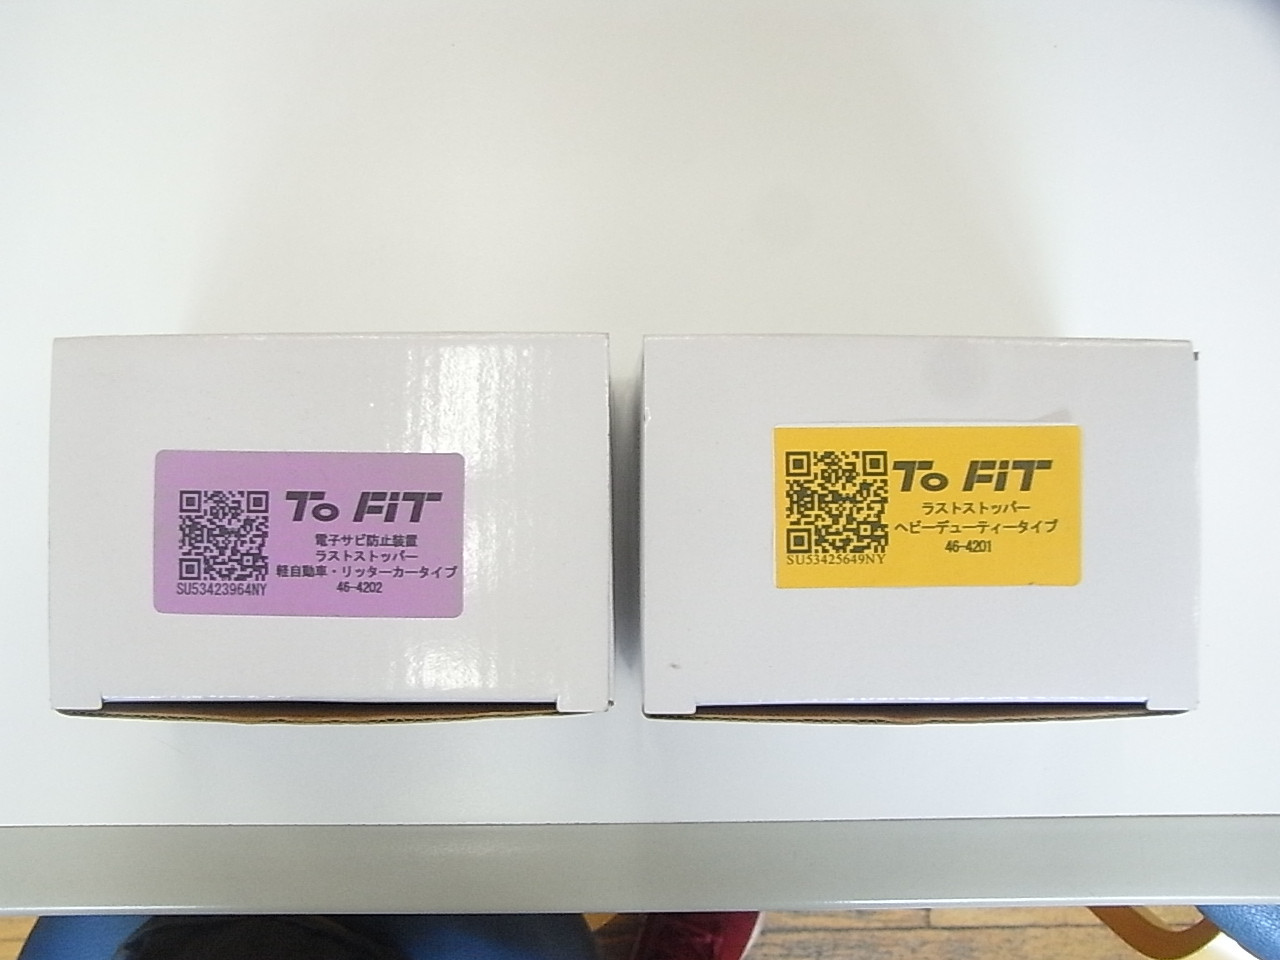 To FiT
電子サビ防止装置
ラストストッパー
軽自動車・リッターカータイプ
46-4202
SU53423964NY
To FiT
ラストストッパー
ヘビーデューティータイプ
46-4201
SU53425649NY